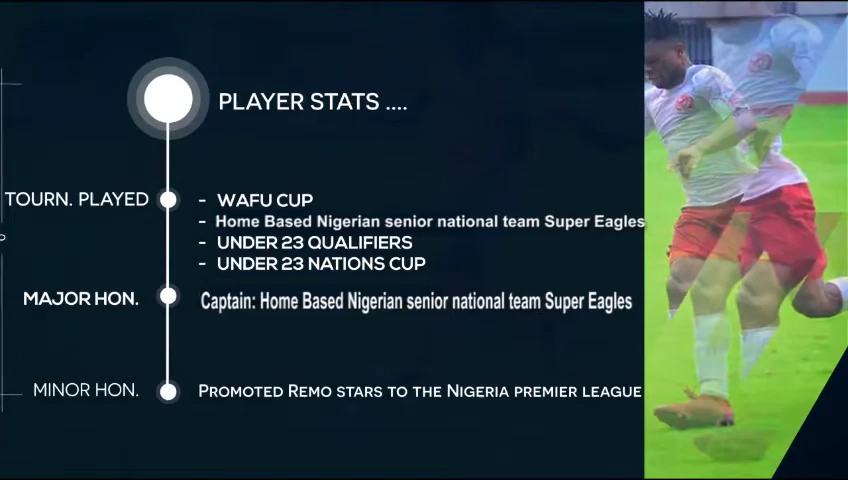 PLAYER STATS ....
TOURN. PLAYED
- WAFU CUP
- Home Based Nigerian senior national team Super Eagles
- UNDER 23 QUALIFIERS
- UNDER 23 NATIONS CUP
MAJOR HON.
Captain: Home Based Nigerian senior national team Super Eagles
MINOR HON.
PROMOTED REMO STARS TO THE NIGERIA PREMIER LEAGUE